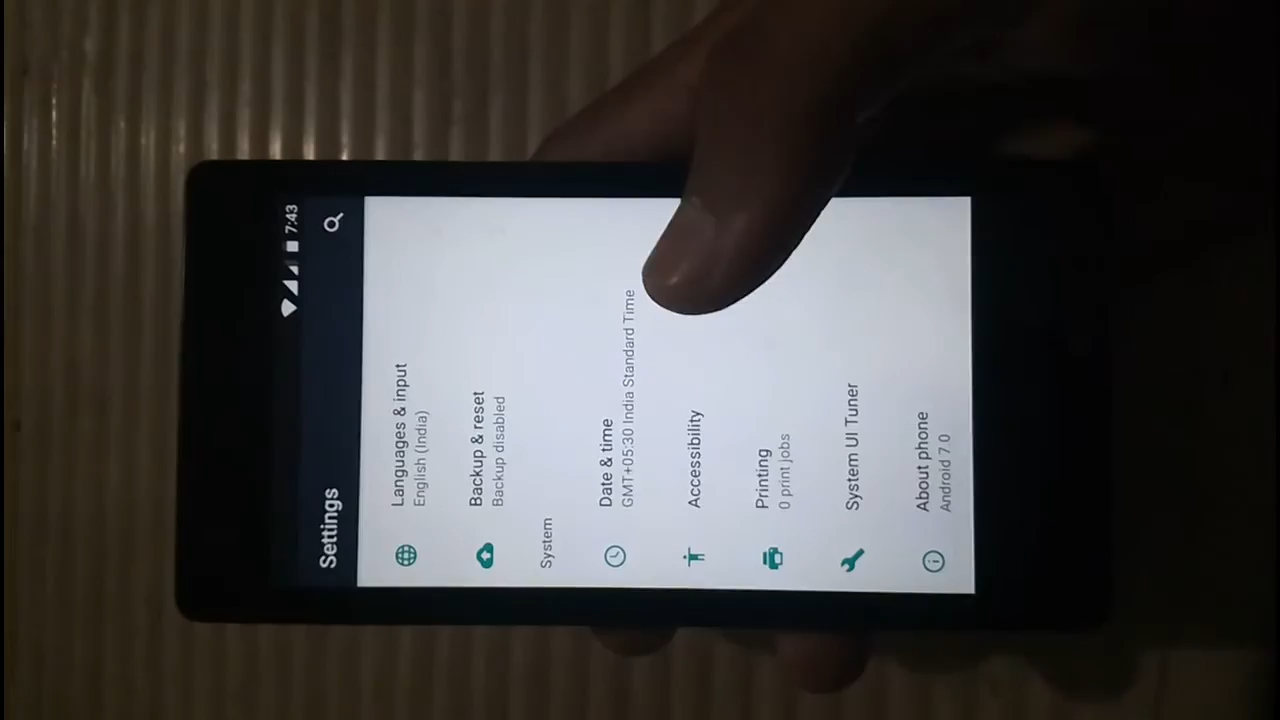 7:43
Settings
Languages & input
English (India)
Backup & reset
Backup disabled
System
Date & time
GMT+05:30 India Standard Time
Accessibility
Printing
0 print jobs
System UI Tuner
About phone
Android 7.0